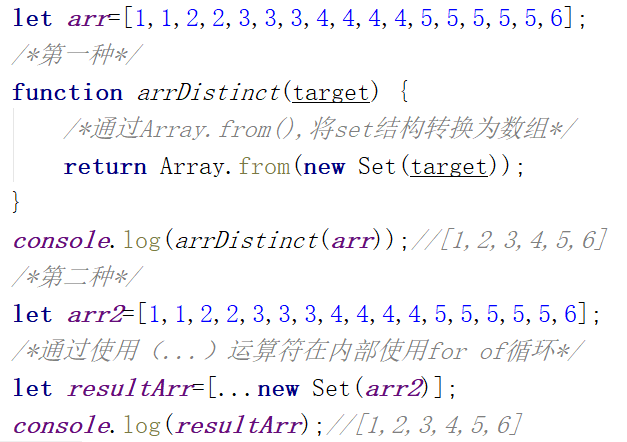 let arr=[1,1,2,2,3,3,3,4,4,4,4,5,5,5,5,5,6];
/*第一种*/
function arrDistinct(target) {
/*通过Array.from(),将set结构转换为数组*/
return Array.from(new Set(target));
}
console.log(arrDistinct(arr));//[1,2,3,4,5,6]
/*第二种*/
let arr2=[1,1,2,2,3,3,3,4,4,4,4,5,5,5,5,5,6];
/*通过使用（...）运算符在内部使用for of循环*/
let resultArr=[...new Set(arr2)];
console.log(resultArr);//[1,2,3,4,5,6]